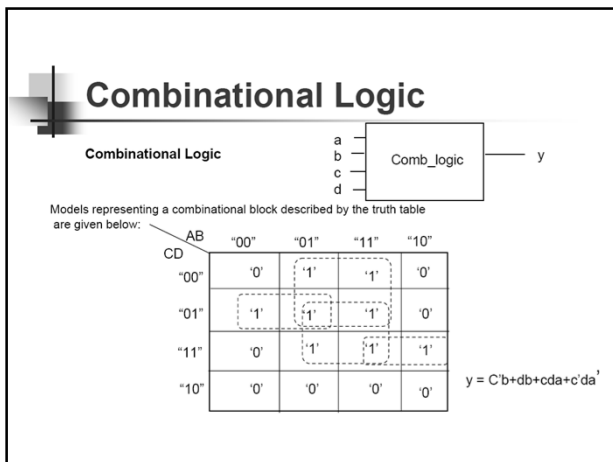 Combinational Logic
Combinational Logic
a
b
c
d
Comb_logic
y
Models representing a combinational block described by the truth table
are given below:
AB
CD
“00” “01” “11” “10”
“00” ‘0’ ‘1’ ‘1’ ‘0’
“01” ‘1’ ‘1’ ‘1’ ‘0’
“11” ‘0’ ‘1’ ‘1’ ‘1’
“10” ‘0’ ‘0’ ‘0’ ‘0’
y = C'b+db+cda+c'da’